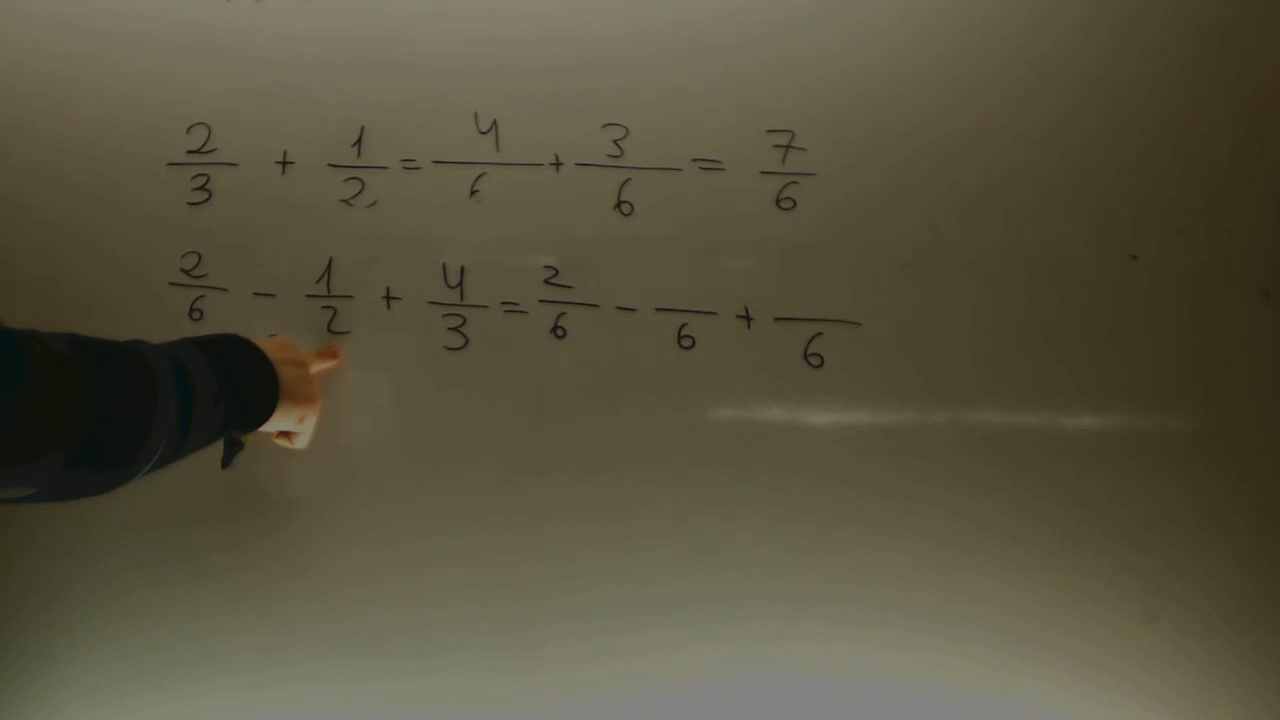 2/3 + 1/2 = 4/6 + 3/6 = 7/6
2/6 - 1/2 + 4/3 = 2/6 - /6 + /6